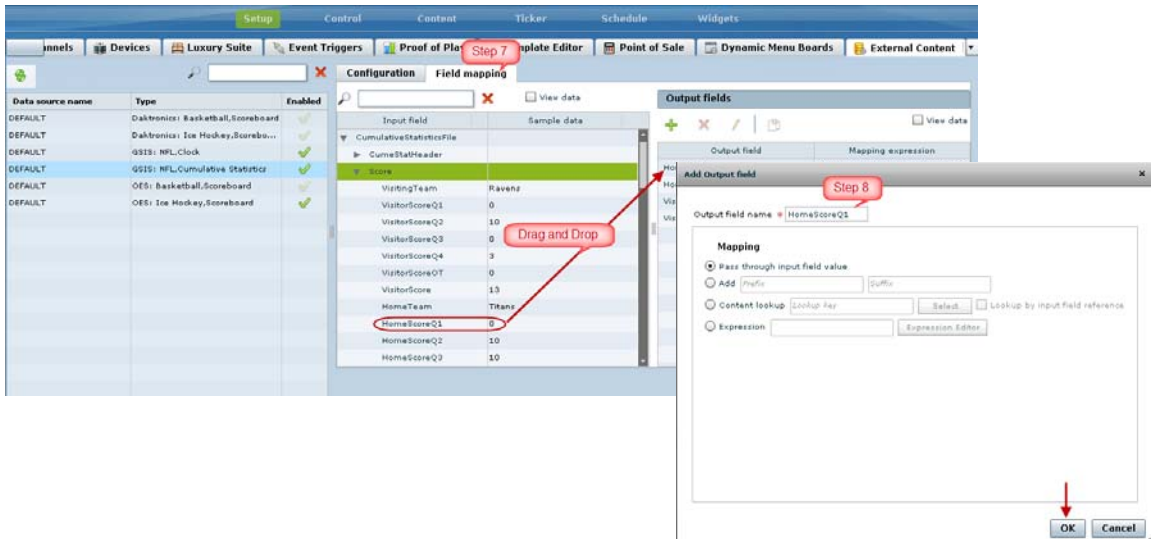 Setup Control Content Ticker Schedule Widgets
nnels Devices Luxury Suite Event Triggers Proof of Play Template Editor Point of Sale Dynamic Menu Boards External Content
Step 7
Configuration Field mapping
Data source name Type Enabled
DEFAULT Daktronics: Basketball,Scoreboard
DEFAULT Daktronics: Ice Hockey,Scorebo...
DEFAULT GSIS: NFL,Clock
DEFAULT GSIS: NFL,Cumulative Statistics
DEFAULT OES: Basketball,Scoreboard
DEFAULT OES: Ice Hockey,Scoreboard
View data
Input field Sample data
CumulativeStatisticsFile
CumeStatHeader
Score
VisitingTeam Ravens
VisitorScoreQ1 0
VisitorScoreQ2 10
VisitorScoreQ3 0
VisitorScoreQ4 3
VisitorScoreOT 0
VisitorScore 13
HomeTeam Titans
HomeScoreQ1 0
HomeScoreQ2 10
HomeScoreQ3 10
Drag and Drop
Output fields
View data
Output field Mapping expression
Ho
Ho
Vis
Vis
Add Output field
Step 8
Output field name * HomeScoreQ1
Mapping
Pass through input field value
Add Prefix Suffix
Content lookup Lookup Key Select Lookup by input field reference
Expression Expression Editor
OK Cancel